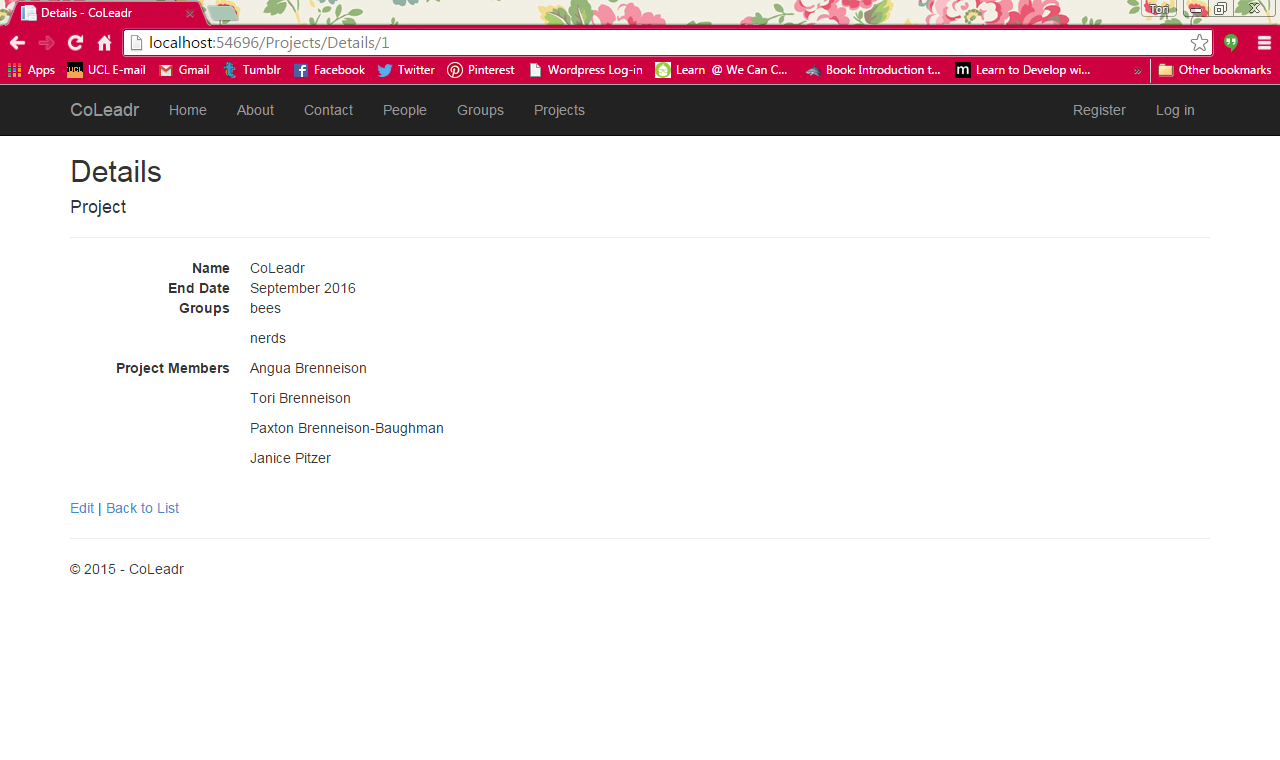 Details - CoLeadr
Tori
localhost:54696/Projects/Details/1
Apps UCL E-mail Gmail Tumblr Facebook Twitter Pinterest Wordpress Log-in Learn @ We Can C... Book: Introduction t... Learn to Develop wi... » Other bookmarks
CoLeadr Home About Contact People Groups Projects Register Log in
Details
Project
Name CoLeadr
End Date September 2016
Groups bees
nerds
Project Members Angua Brenneison
Tori Brenneison
Paxton Brenneison-Baughman
Janice Pitzer
Edit | Back to List
© 2015 - CoLeadr